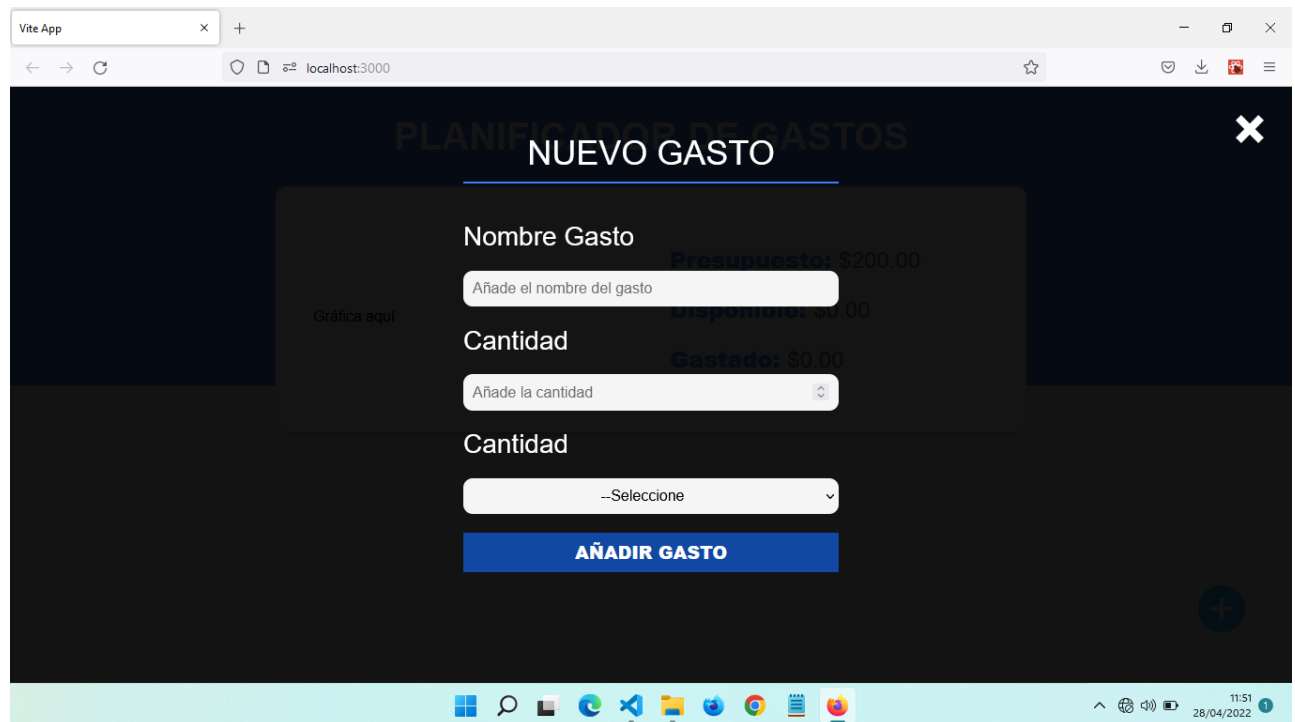 Vite App
localhost:3000
PLANIFICADOR DE GASTOS
NUEVO GASTO
Nombre Gasto
Presupuesto: $200.00
Añade el nombre del gasto
Disponible: $0.00
Gráfica aquí
Cantidad
Gastado: $0.00
Añade la cantidad
Cantidad
--Seleccione
AÑADIR GASTO
11:51
28/04/2022
1